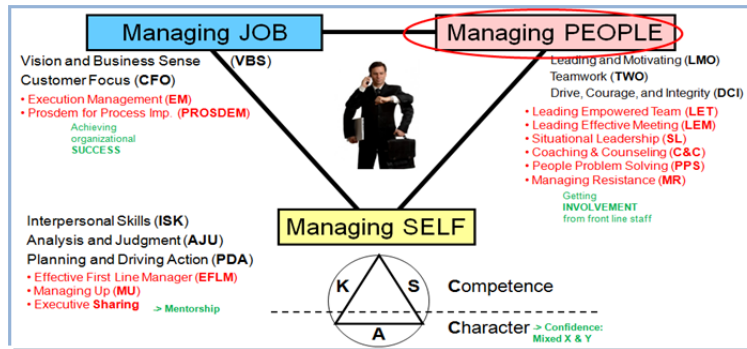 Managing JOB
Vision and Business Sense (VBS)
Customer Focus (CFO)
• Execution Management (EM)
• Prosdem for Process Imp. (PROSDEM)
Achieving
organizational
SUCCESS
Managing PEOPLE
Leading and Motivating (LMO)
Teamwork (TWO)
Drive, Courage, and Integrity (DCI)
• Leading Empowered Team (LET)
• Leading Effective Meeting (LEM)
• Situational Leadership (SL)
• Coaching & Counseling (C&C)
• People Problem Solving (PPS)
• Managing Resistance (MR)
Getting
INVOLVEMENT
from front line staff
Managing SELF
Interpersonal Skills (ISK)
Analysis and Judgment (AJU)
Planning and Driving Action (PDA)
• Effective First Line Manager (EFLM)
• Managing Up (MU)
• Executive Sharing -> Mentorship
K S
A
Competence
Character -> Confidence:
Mixed X & Y